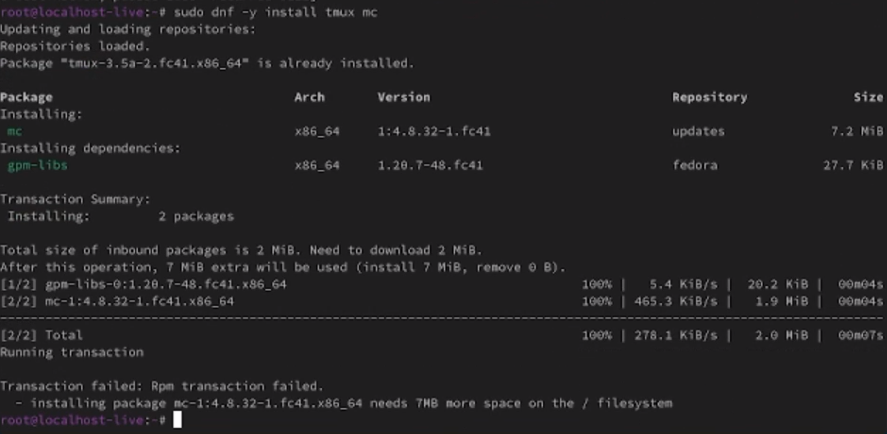 root@localhost-live:~# sudo dnf -y install tmux mc
Updating and loading repositories:
Repositories loaded.
Package "tmux-3.5a-2.fc41.x86_64" is already installed.
Package Arch Version Repository Size
Installing:
mc x86_64 1:4.8.32-1.fc41 updates 7.2 MiB
Installing dependencies:
gpm-libs x86_64 1.20.7-48.fc41 fedora 27.7 KiB
Transaction Summary:
Installing: 2 packages
Total size of inbound packages is 2 MiB. Need to download 2 MiB.
After this operation, 7 MiB extra will be used (install 7 MiB, remove 0 B).
[1/2] gpm-libs-0:1.20.7-48.fc41.x86_64 100% | 5.4 KiB/s | 20.2 KiB | 00m04s
[2/2] mc-1:4.8.32-1.fc41.x86_64 100% | 465.3 KiB/s | 1.9 MiB | 00m04s
--------------------------------------------------------------------------------
[2/2] Total 100% | 278.1 KiB/s | 2.0 MiB | 00m07s
Running transaction
Transaction failed: Rpm transaction failed.
- installing package mc-1:4.8.32-1.fc41.x86_64 needs 7MB more space on the / filesystem
root@localhost-live:~#